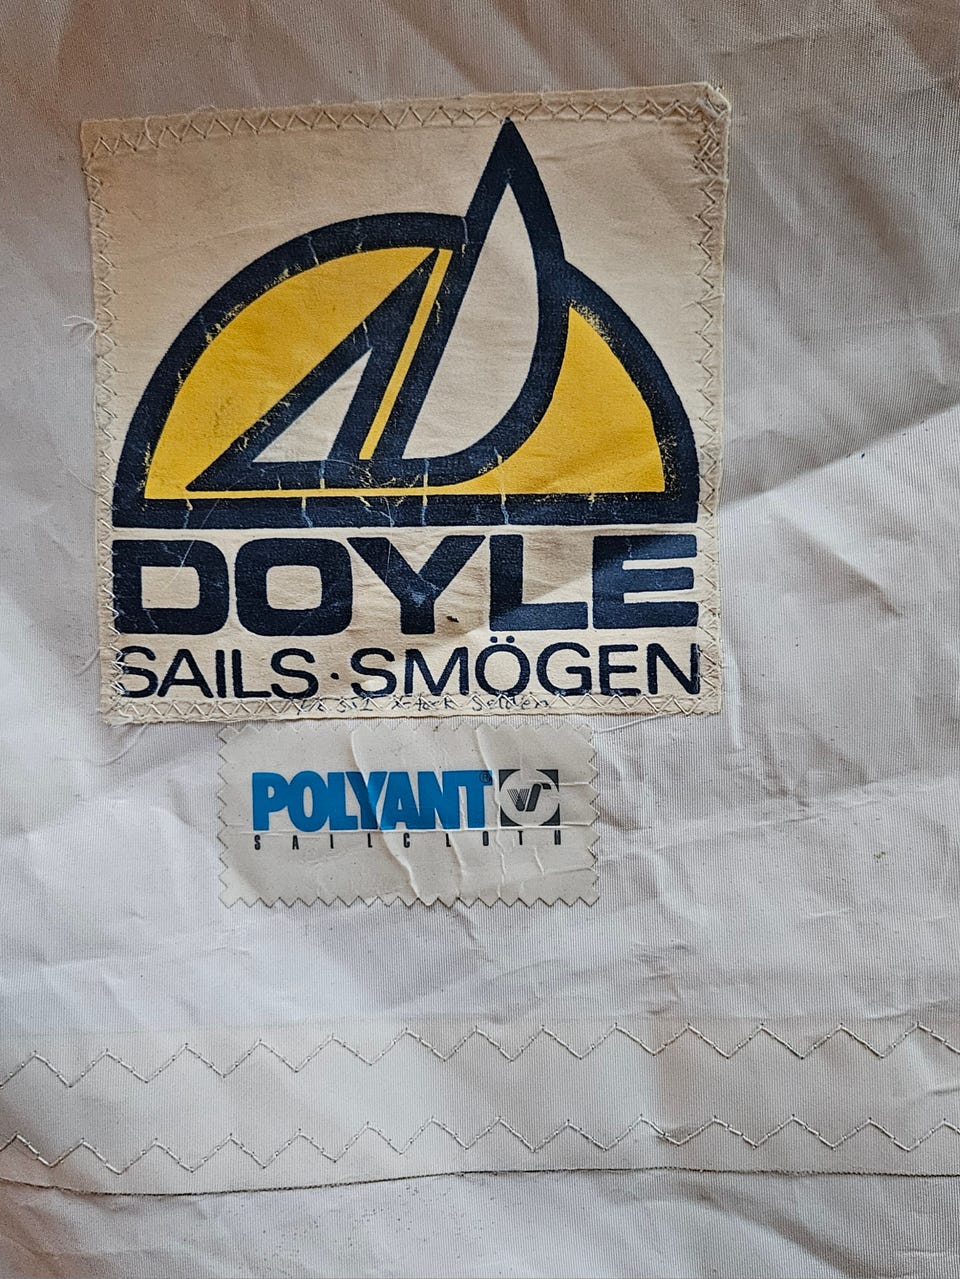 DOYLE
SAILS · SMÖGEN
POLYANT®
SAILCLOTH